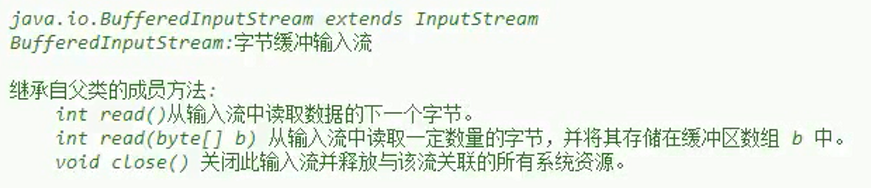 java.io.BufferedInputStream extends InputStream
BufferedInputStream:字节缓冲输入流
继承自父类的成员方法:
int read()从输入流中读取数据的下一个字节。
int read(byte[] b) 从输入流中读取一定数量的字节，并将其存储在缓冲区数组 b 中。
void close() 关闭此输入流并释放与该流关联的所有系统资源。